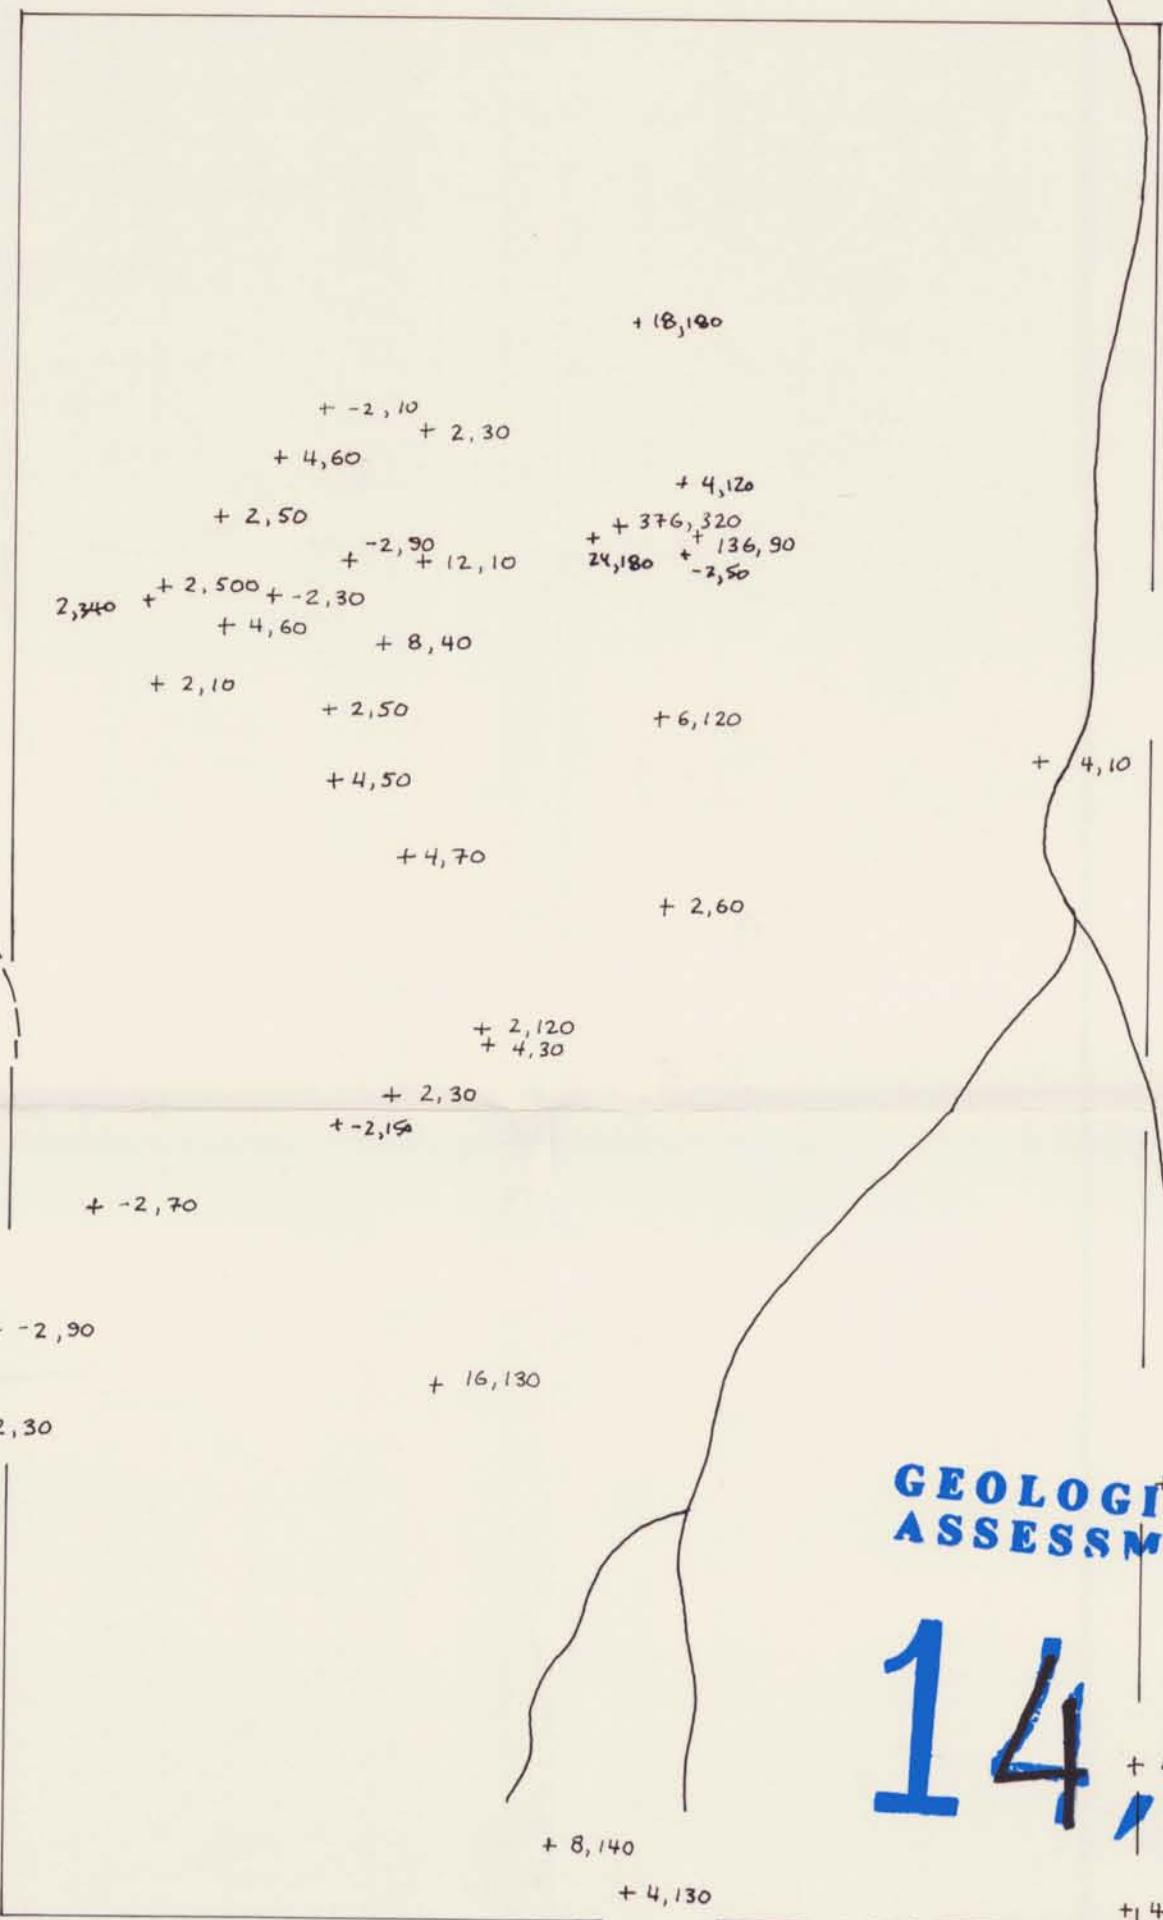 + 18,180
+ -2, 10
+ 2, 30
+ 4,60
+ 4,120
+ 2, 50
+ 376, 320
+ 136, 90
+ -2, 90
+ 12, 10
+ 24,180
+ -2,50
+ 2, 500
+ -2, 30
2,340 +
+ 4, 60
+ 8, 40
+ 2, 10
+ 2, 50
+ 6, 120
+ 4, 10
+ 4, 50
+ 4, 70
+ 2, 60
+ 2, 120
+ 4, 30
+ 2, 30
+ -2,150
+ -2, 70
-2, 90
+ 16, 130
2, 30
GEOLOGI
ASSESSM
14,
+ 8, 140
+ 4, 130
+ 4